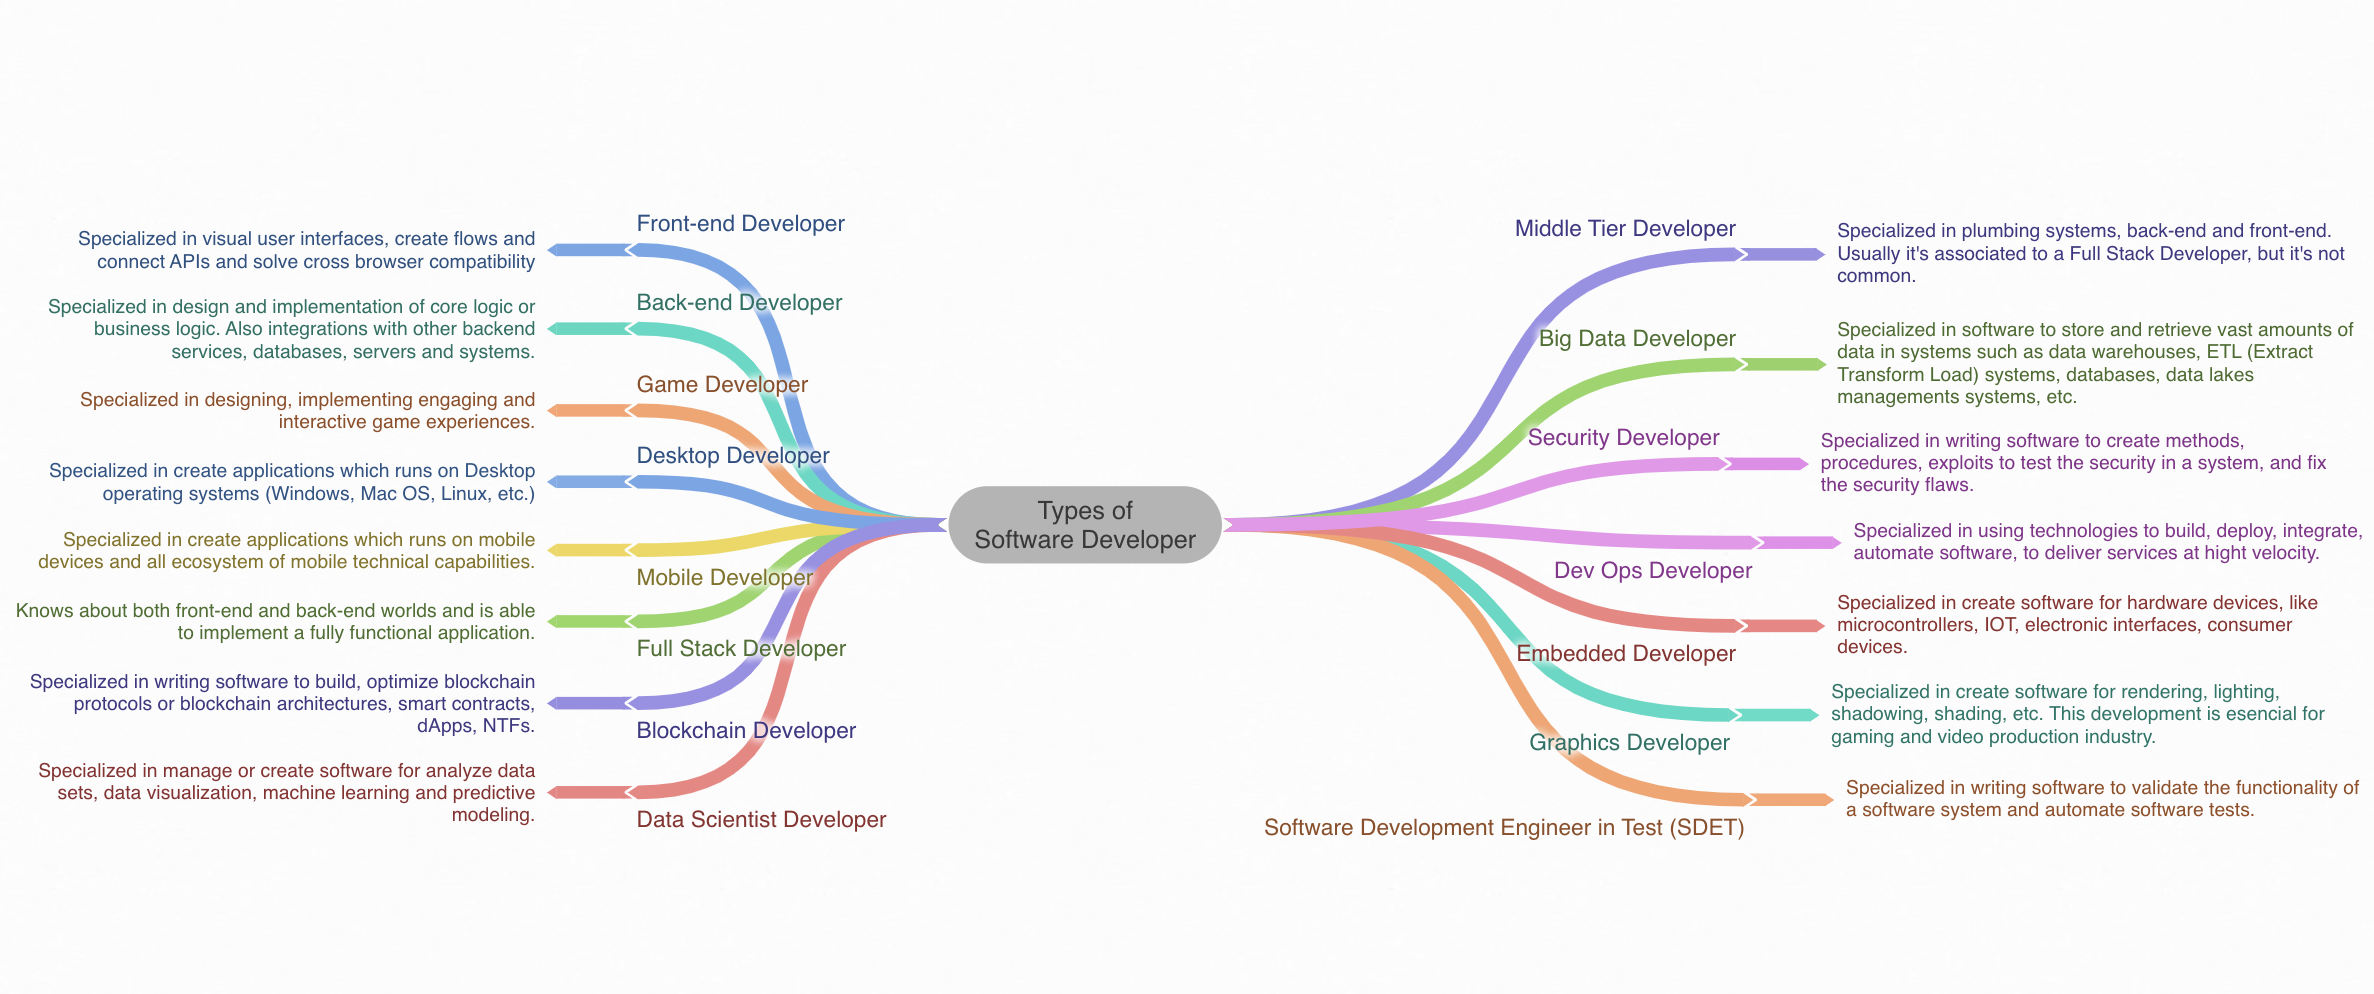 Types of
Software Developer
Front-end Developer
Specialized in visual user interfaces, create flows and
connect APIs and solve cross browser compatibility
Back-end Developer
Specialized in design and implementation of core logic or
business logic. Also integrations with other backend
services, databases, servers and systems.
Game Developer
Specialized in designing, implementing engaging and
interactive game experiences.
Desktop Developer
Specialized in create applications which runs on Desktop
operating systems (Windows, Mac OS, Linux, etc.)
Mobile Developer
Specialized in create applications which runs on mobile
devices and all ecosystem of mobile technical capabilities.
Full Stack Developer
Knows about both front-end and back-end worlds and is able
to implement a fully functional application.
Blockchain Developer
Specialized in writing software to build, optimize blockchain
protocols or blockchain architectures, smart contracts,
dApps, NTFs.
Data Scientist Developer
Specialized in manage or create software for analyze data
sets, data visualization, machine learning and predictive
modeling.
Middle Tier Developer
Specialized in plumbing systems, back-end and front-end.
Usually it's associated to a Full Stack Developer, but it's not
common.
Big Data Developer
Specialized in software to store and retrieve vast amounts of
data in systems such as data warehouses, ETL (Extract
Transform Load) systems, databases, data lakes
managements systems, etc.
Security Developer
Specialized in writing software to create methods,
procedures, exploits to test the security in a system, and fix
the security flaws.
Dev Ops Developer
Specialized in using technologies to build, deploy, integrate,
automate software, to deliver services at hight velocity.
Embedded Developer
Specialized in create software for hardware devices, like
microcontrollers, IOT, electronic interfaces, consumer
devices.
Graphics Developer
Specialized in create software for rendering, lighting,
shadowing, shading, etc. This development is esencial for
gaming and video production industry.
Software Development Engineer in Test (SDET)
Specialized in writing software to validate the functionality of
a software system and automate software tests.